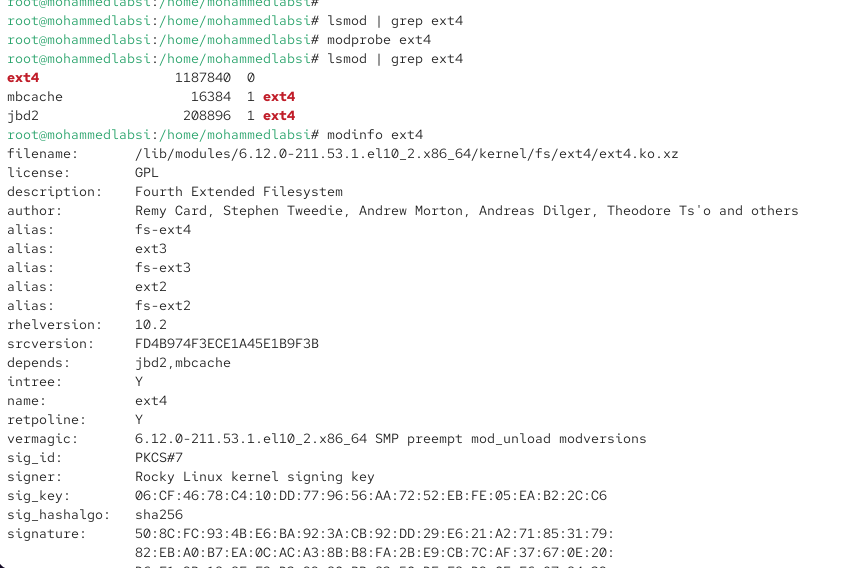 root@mohammedlabsi:/home/mohammedlabsi#
root@mohammedlabsi:/home/mohammedlabsi# lsmod | grep ext4
root@mohammedlabsi:/home/mohammedlabsi# modprobe ext4
root@mohammedlabsi:/home/mohammedlabsi# lsmod | grep ext4
ext4 1187840 0
mbcache 16384 1 ext4
jbd2 208896 1 ext4
root@mohammedlabsi:/home/mohammedlabsi# modinfo ext4
filename: /lib/modules/6.12.0-211.53.1.el10_2.x86_64/kernel/fs/ext4/ext4.ko.xz
license: GPL
description: Fourth Extended Filesystem
author: Remy Card, Stephen Tweedie, Andrew Morton, Andreas Dilger, Theodore Ts'o and others
alias: fs-ext4
alias: ext3
alias: fs-ext3
alias: ext2
alias: fs-ext2
rhelversion: 10.2
srcversion: FD4B974F3ECE1A45E1B9F3B
depends: jbd2,mbcache
intree: Y
name: ext4
retpoline: Y
vermagic: 6.12.0-211.53.1.el10_2.x86_64 SMP preempt mod_unload modversions
sig_id: PKCS#7
signer: Rocky Linux kernel signing key
sig_key: 06:CF:46:78:C4:10:DD:77:96:56:AA:72:52:EB:FE:05:EA:B2:2C:C6
sig_hashalgo: sha256
signature: 50:8C:FC:93:4B:E6:BA:92:3A:CB:92:DD:29:E6:21:A2:71:85:31:79:
82:EB:A0:B7:EA:0C:AC:A3:8B:B8:FA:2B:E9:CB:7C:AF:37:67:0E:20: